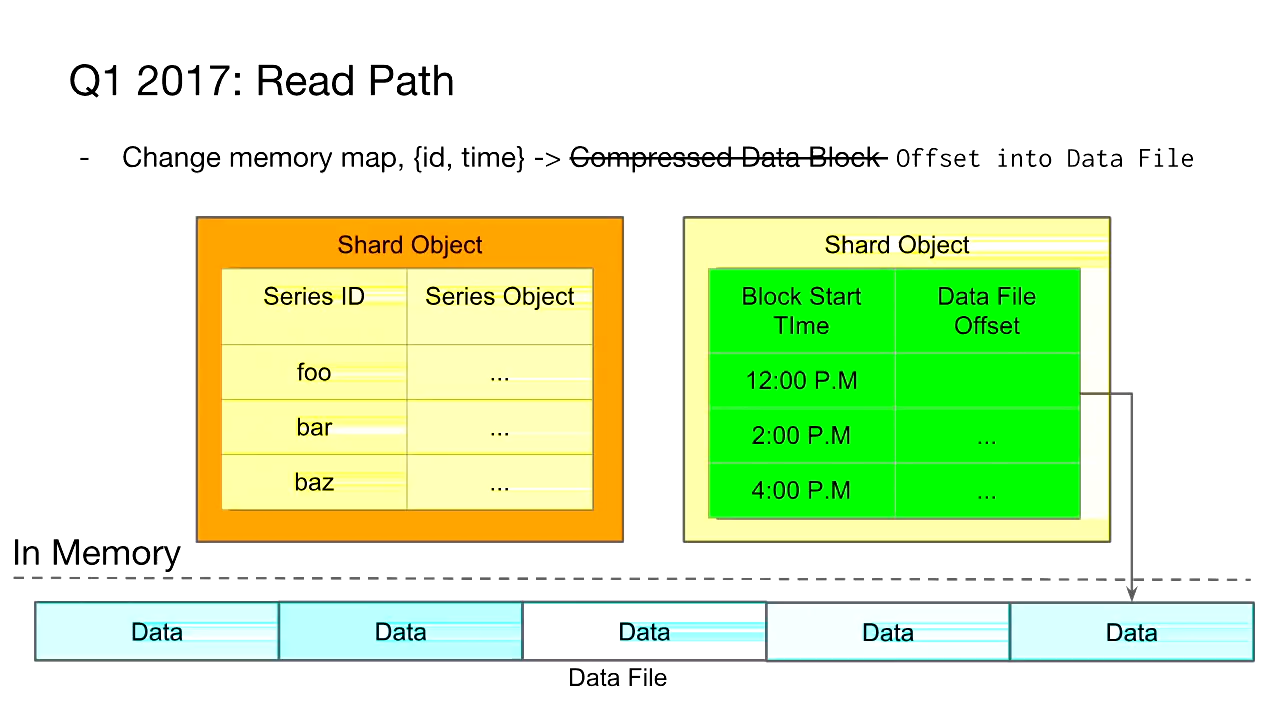 Q1 2017: Read Path
- Change memory map, {id, time} -> Compressed Data Block Offset into Data File
Shard Object
Series ID Series Object
foo ...
bar ...
baz ...
Shard Object
Block Start TIme Data File Offset
12:00 P.M
2:00 P.M ...
4:00 P.M ...
In Memory
Data Data Data Data Data
Data File